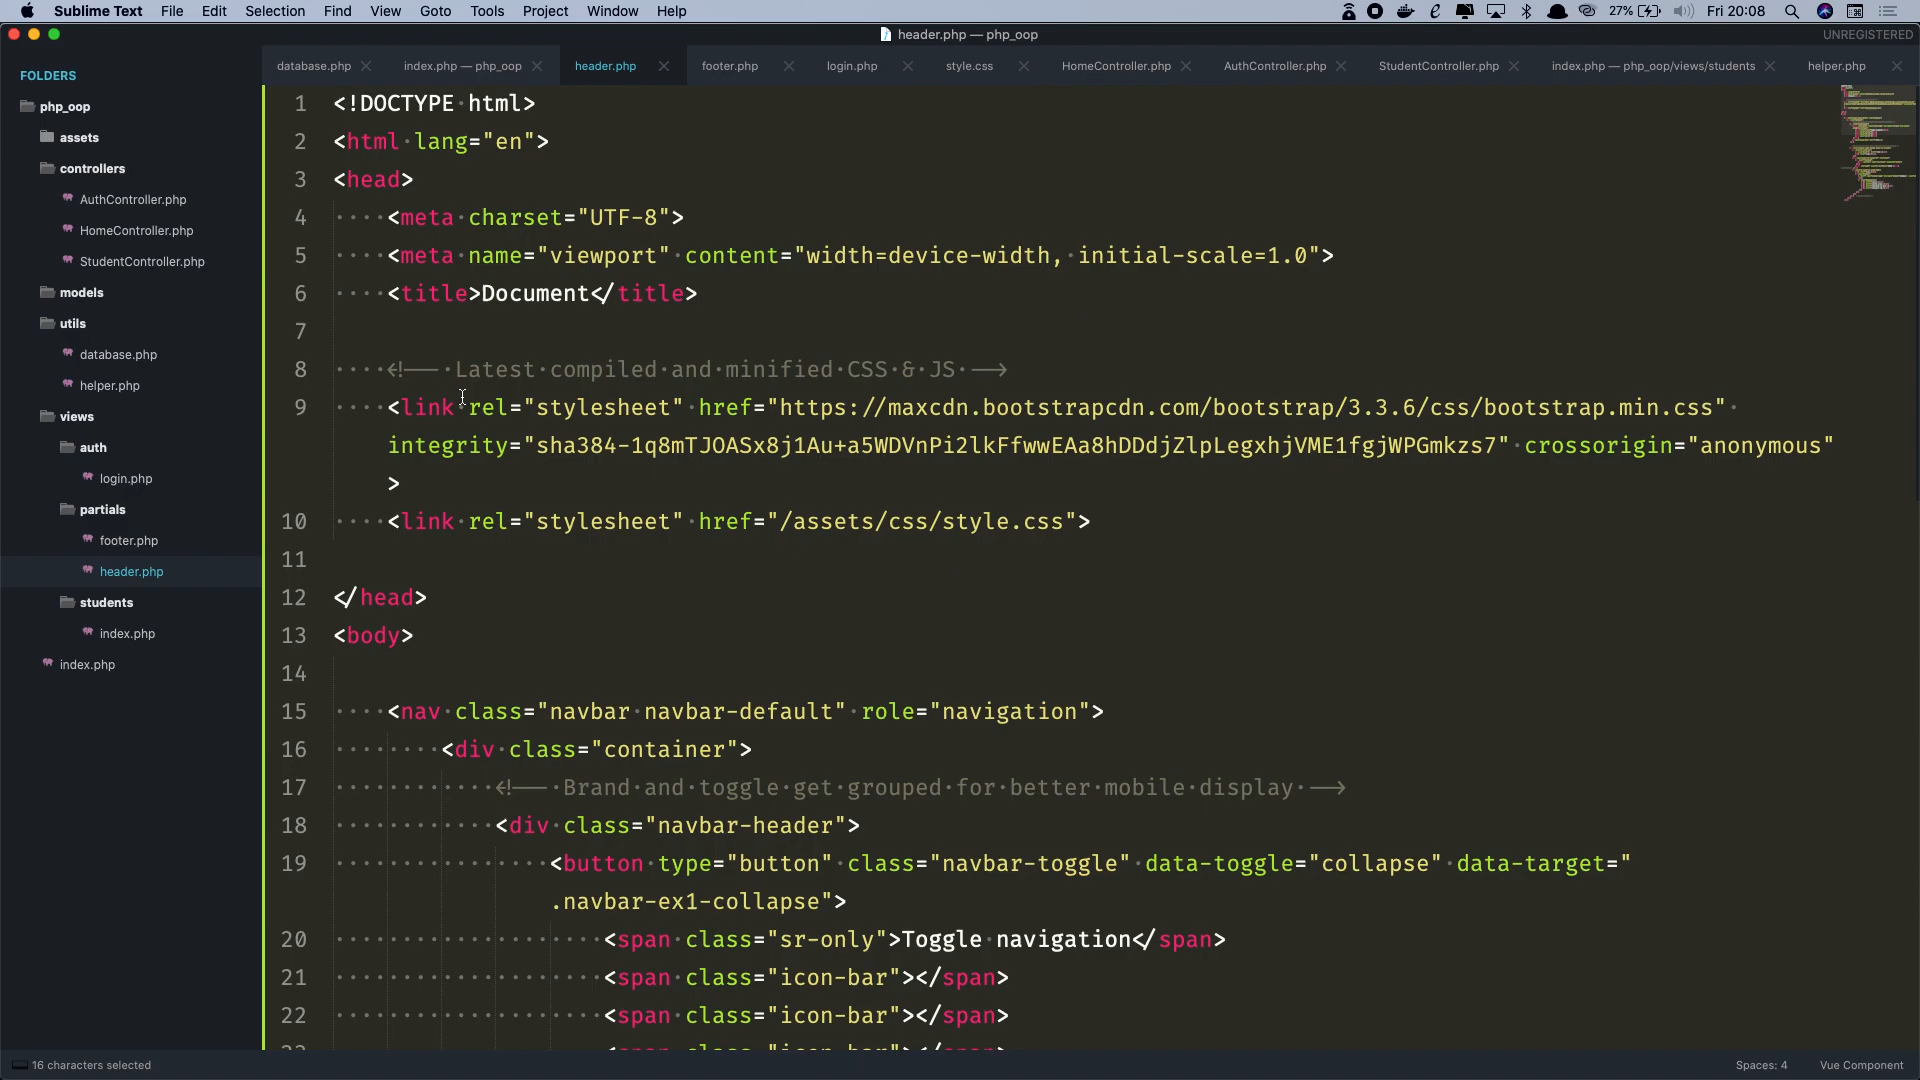 Sublime Text File Edit Selection Find View Goto Tools Project Window Help 27% Fri 20:08
header.php — php_oop UNREGISTERED
FOLDERS
php_oop
assets
controllers
AuthController.php
HomeController.php
StudentController.php
models
utils
database.php
helper.php
views
auth
login.php
partials
footer.php
header.php
students
index.php
index.php
database.php index.php — php_oop header.php footer.php login.php style.css HomeController.php AuthController.php StudentController.php index.php — php_oop/views/students helper.php
1 <!DOCTYPE html>
2 <html lang="en">
3 <head>
4 <meta charset="UTF-8">
5 <meta name="viewport" content="width=device-width, initial-scale=1.0">
6 <title>Document</title>
7
8 <!-- Latest compiled and minified CSS & JS -->
9 <link rel="stylesheet" href="https://maxcdn.bootstrapcdn.com/bootstrap/3.3.6/css/bootstrap.min.css"
integrity="sha384-1q8mTJOASx8j1Au+a5WDVnPi2lkFfwwEAa8hDDdjZlpLegxhjVME1fgjWPGmkzs7" crossorigin="anonymous"
>
10 <link rel="stylesheet" href="/assets/css/style.css">
11
12 </head>
13 <body>
14
15 <nav class="navbar navbar-default" role="navigation">
16 <div class="container">
17 <!-- Brand and toggle get grouped for better mobile display -->
18 <div class="navbar-header">
19 <button type="button" class="navbar-toggle" data-toggle="collapse" data-target="
.navbar-ex1-collapse">
20 <span class="sr-only">Toggle navigation</span>
21 <span class="icon-bar"></span>
22 <span class="icon-bar"></span>
23 <span class="icon-bar"></span>
16 characters selected Spaces: 4 Vue Component